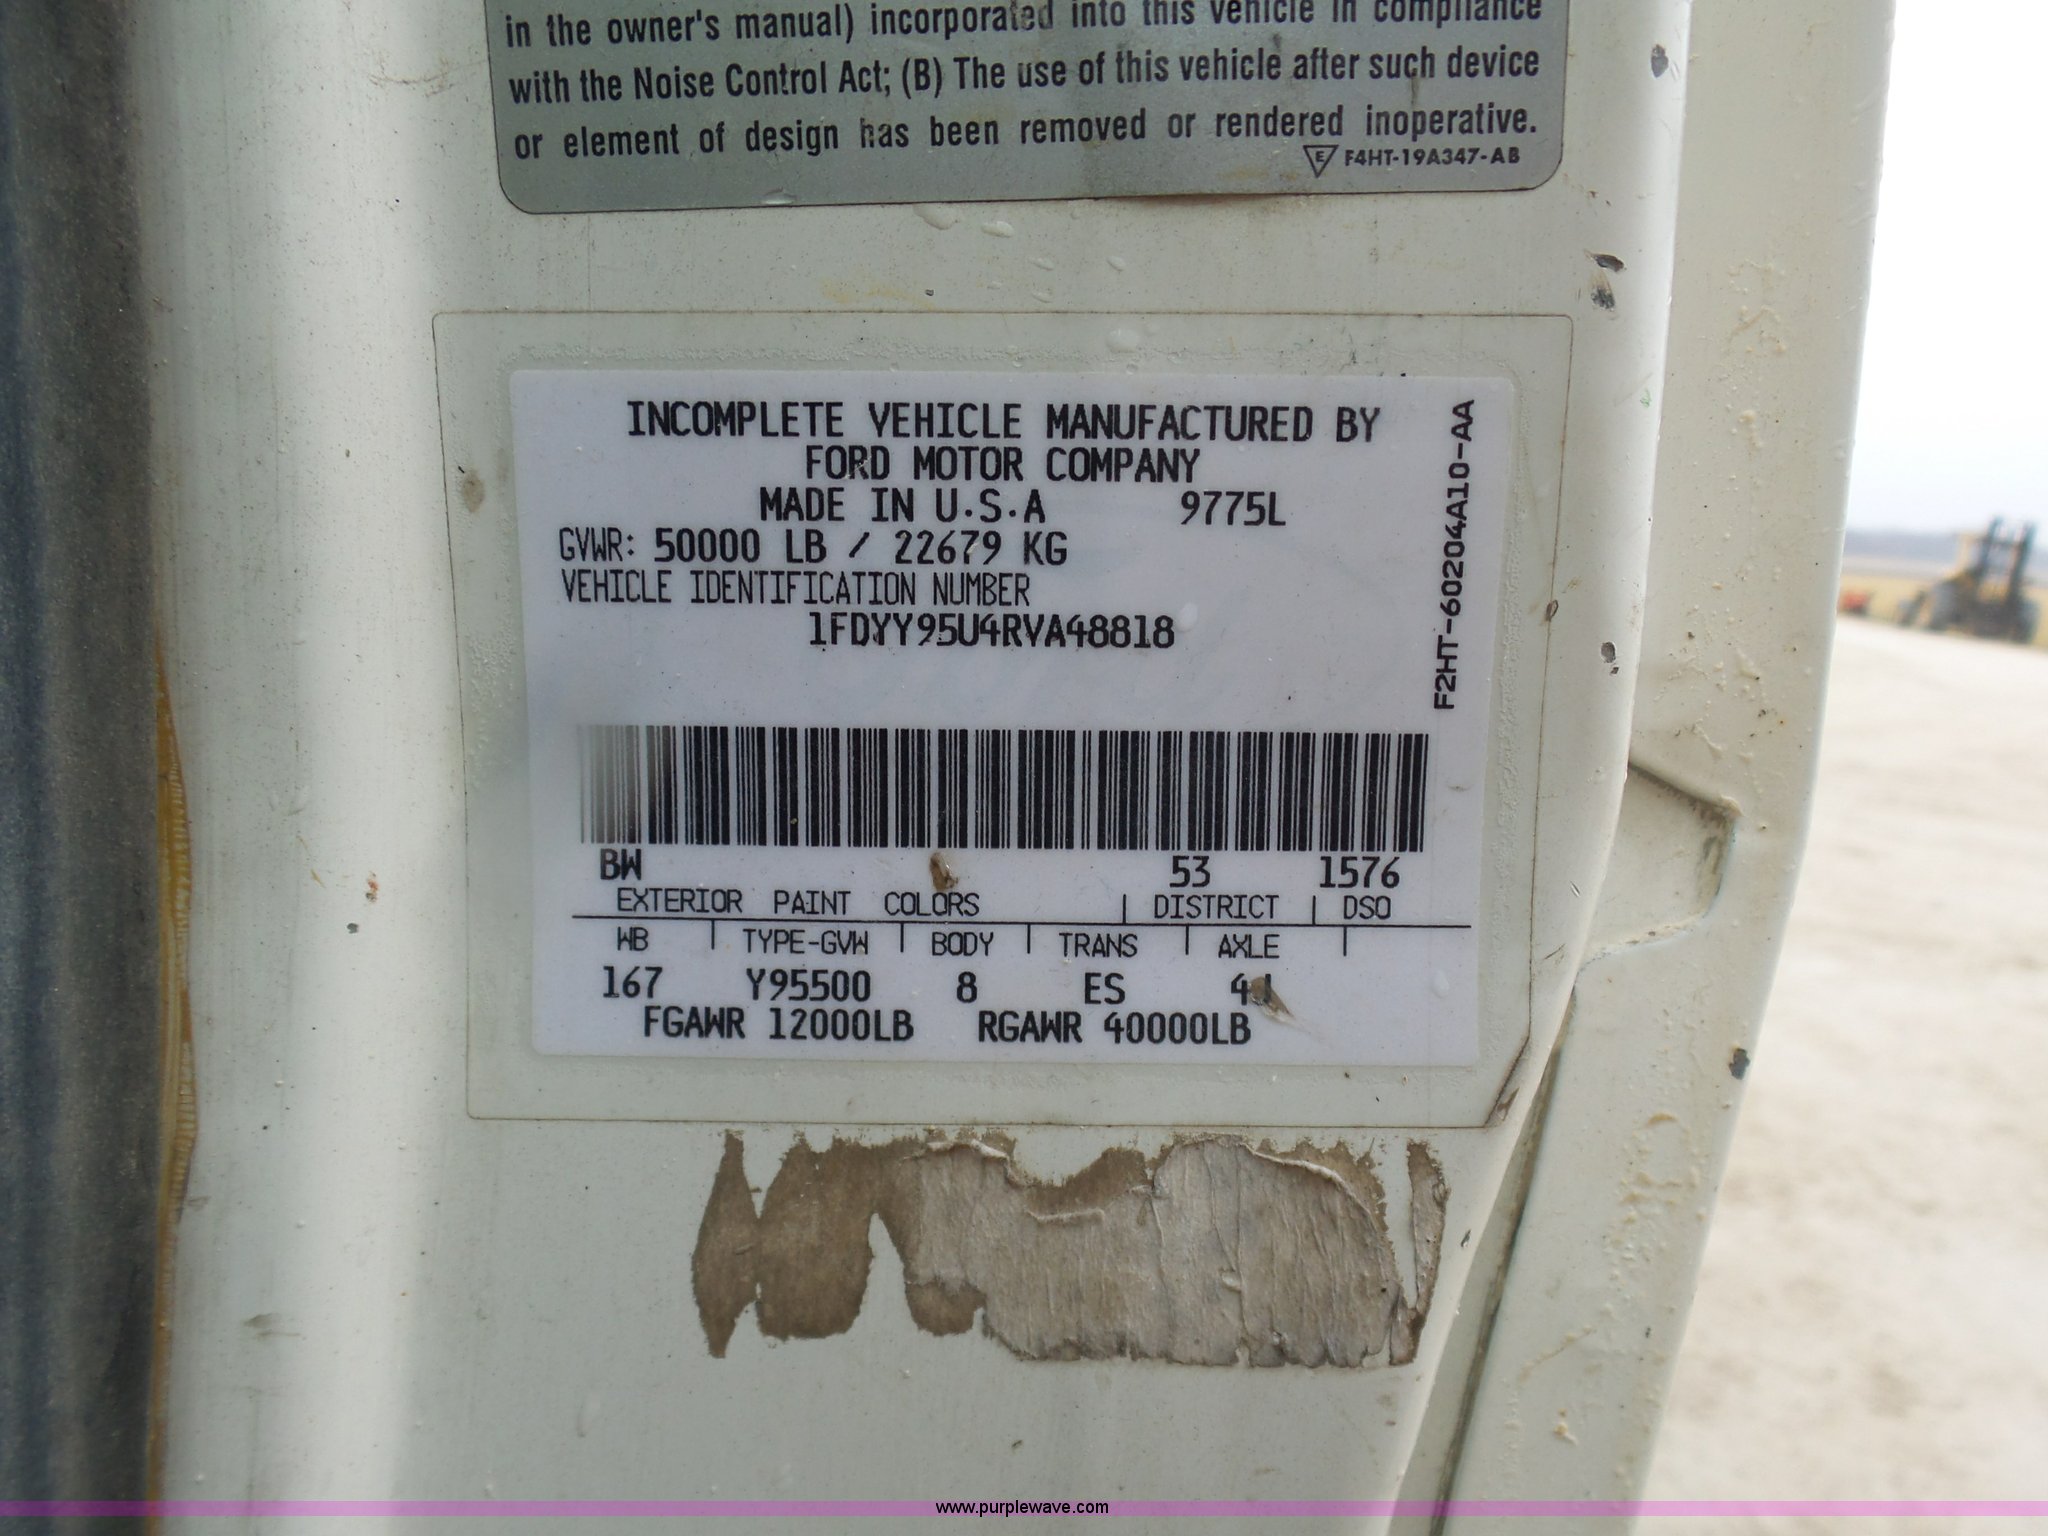 in the owner's manual) incorporated into this vehicle in compliance
with the Noise Control Act; (B) The use of this vehicle after such device
or element of design has been removed or rendered inoperative.
E F4HT-19A347-AB
INCOMPLETE VEHICLE MANUFACTURED BY
FORD MOTOR COMPANY
MADE IN U.S.A 9775L
GVWR: 50000 LB / 22679 KG
VEHICLE IDENTIFICATION NUMBER
1FDYY95U4RVA48818
F2HT-60204A10-AA
BW 53 1576
EXTERIOR PAINT COLORS DISTRICT DSO
WB TYPE-GVW BODY TRANS AXLE
167 Y95500 8 ES
FGAWR 12000LB RGAWR 40000LB
www.purplewave.com